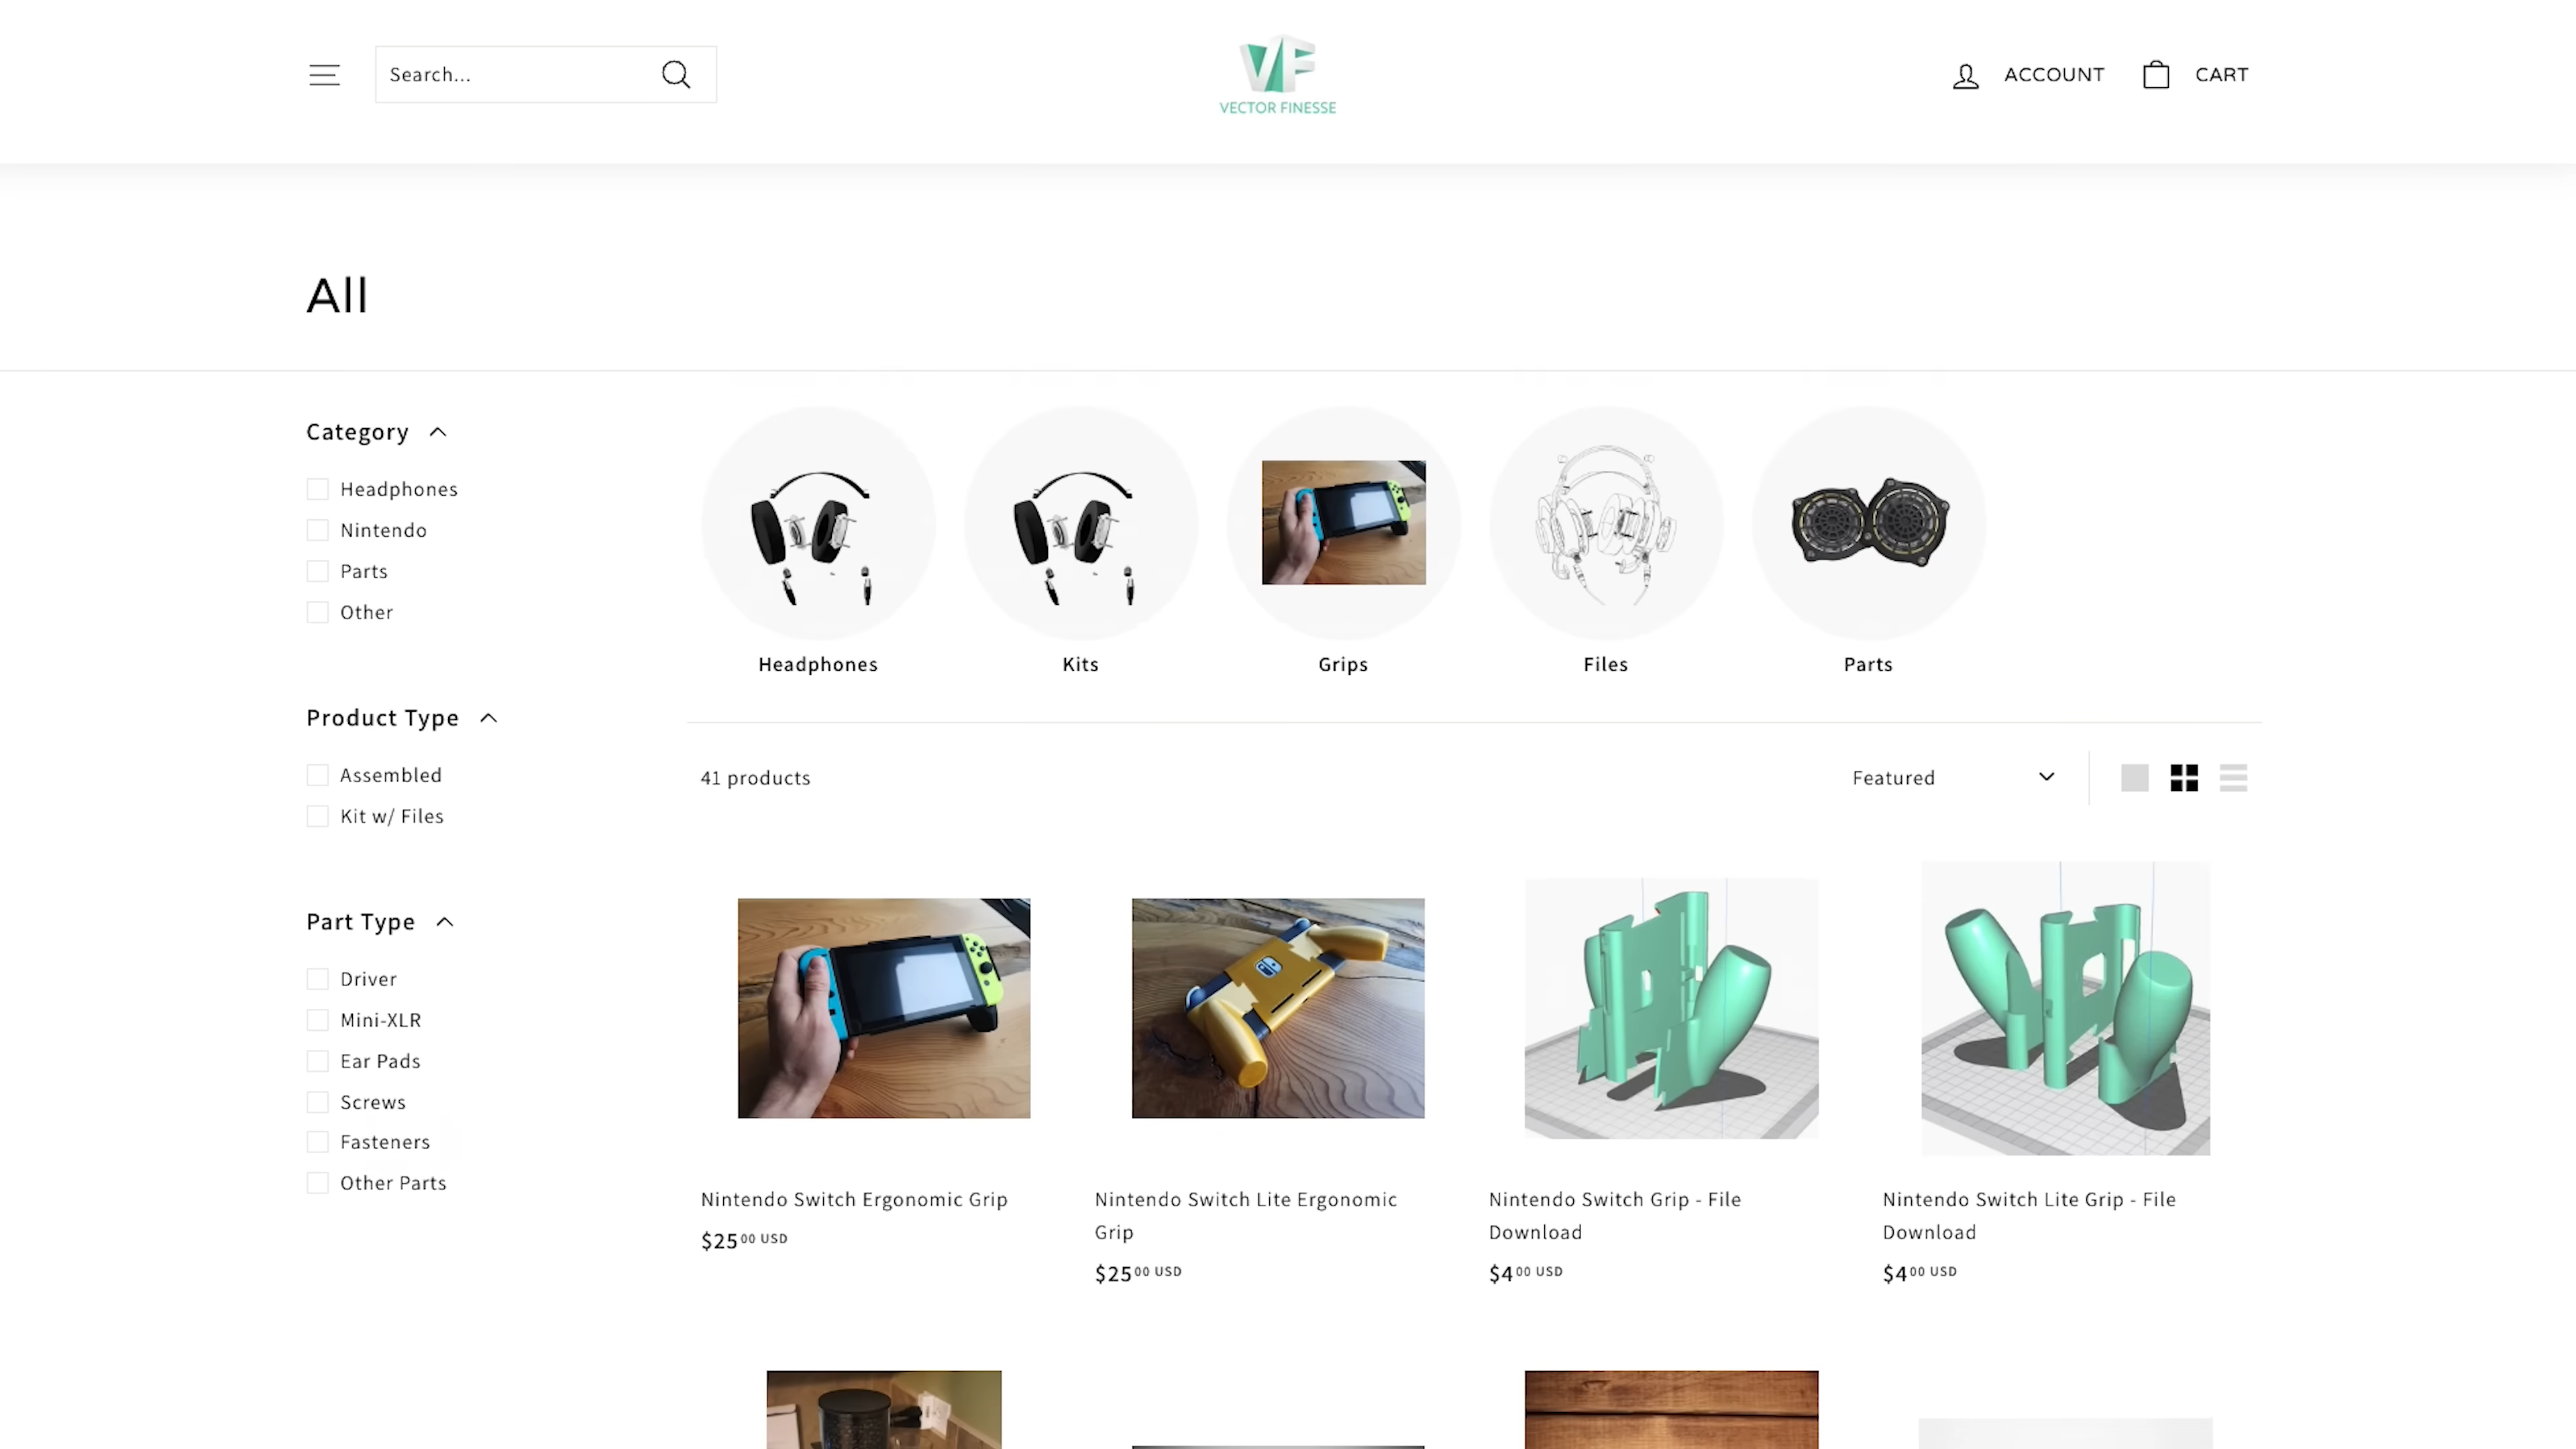 Search...
VF
VECTOR FINESSE
ACCOUNT
CART
All
Category
Headphones
Nintendo
Parts
Other
Product Type
Assembled
Kit w/ Files
Part Type
Driver
Mini-XLR
Ear Pads
Screws
Fasteners
Other Parts
Headphones
Kits
Grips
Files
Parts
41 products
Featured
Nintendo Switch Ergonomic Grip
$25 00 USD
Nintendo Switch Lite Ergonomic
Grip
$25 00 USD
Nintendo Switch Grip - File
Download
$4 00 USD
Nintendo Switch Lite Grip - File
Download
$4 00 USD